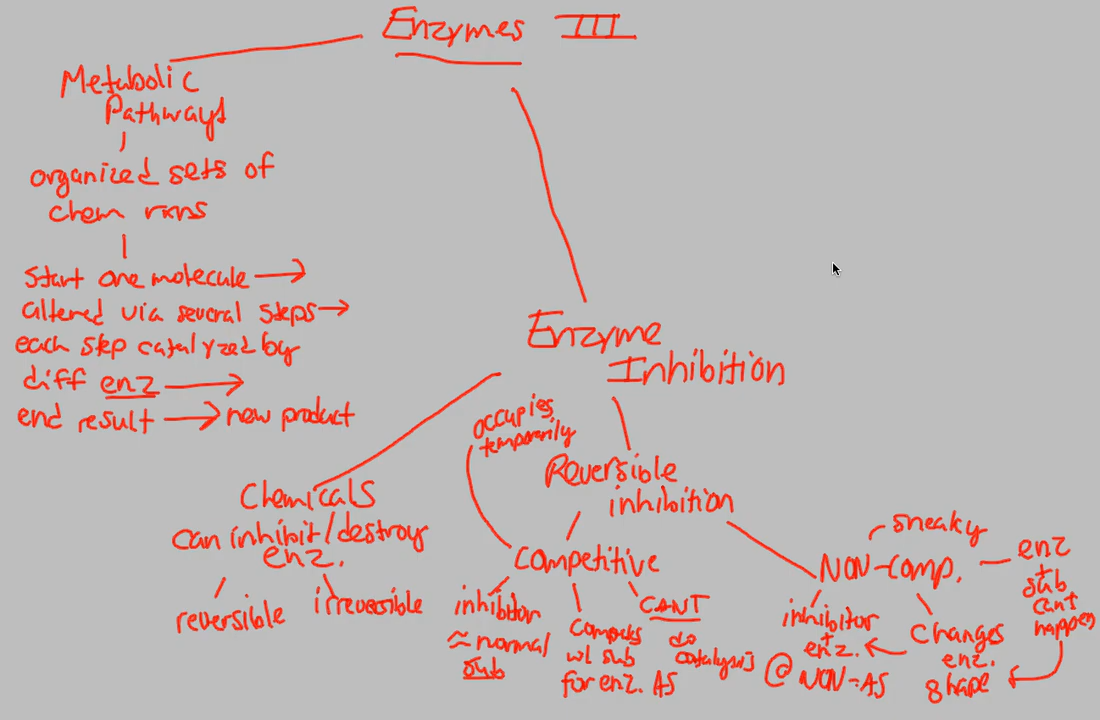 Enzymes III
Metabolic
Pathways
organized sets of
chem rxns
Start one molecule →
altered via several steps →
each step catalyzed by
diff enz →
end result → new product
Enzyme
Inhibition
Chemicals
can inhibit/destroy
enz.
reversible
irreversible
Reversible
inhibition
occupies
temporarily
Competitive
inhibitor
≈ normal
sub
Competes
w/ sub
for enz. AS
CANT
do
catalysis
NON-comp.
sneaky
inhibitor
+
enz.
@ NON-AS
Changes
enz.
shape
enz
+
sub
can't
happen